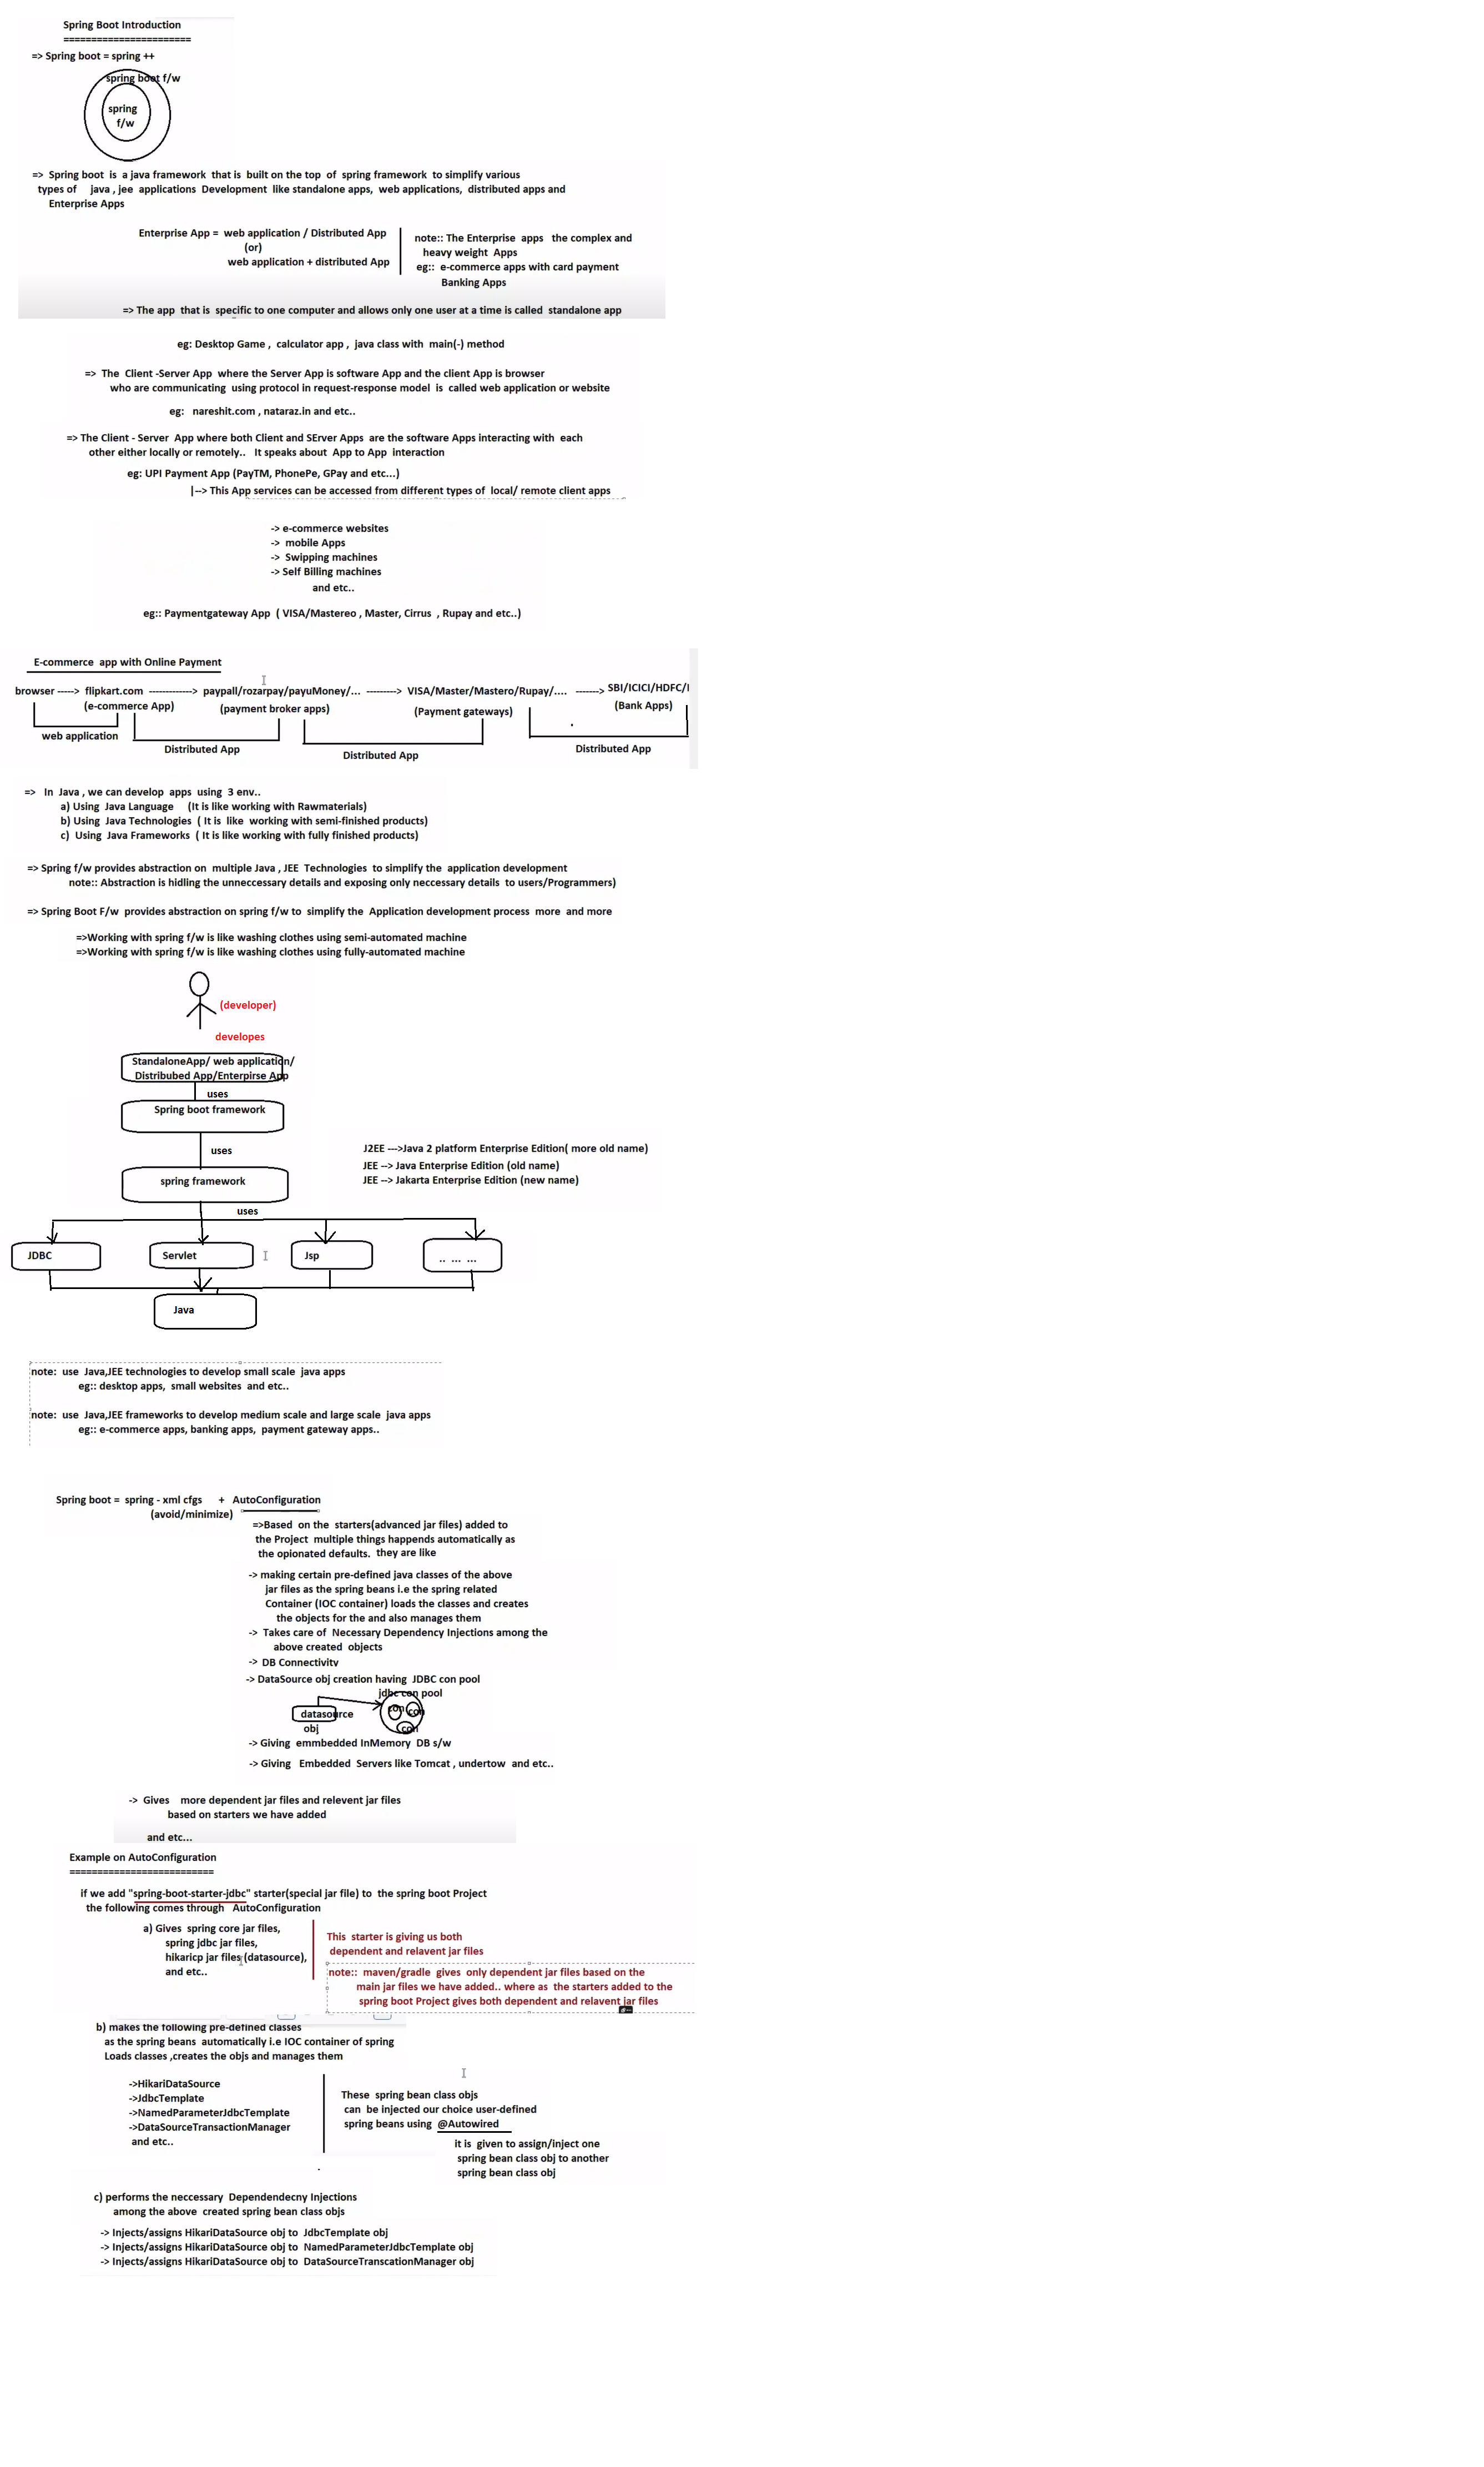 Spring Boot Introduction
=======================
=> Spring boot = spring ++
spring boot f/w
spring
f/w
=> Spring boot is a java framework that is built on the top of spring framework to simplify various
types of java , jee applications Development like standalone apps, web applications, distributed apps and
Enterprise Apps
Enterprise App = web application / Distributed App
(or)
web application + distributed App
note:: The Enterprise apps the complex and
heavy weight Apps
eg:: e-commerce apps with card payment
Banking Apps
=> The app that is specific to one computer and allows only one user at a time is called standalone app
eg: Desktop Game , calculator app , java class with main(-) method
=> The Client -Server App where the Server App is software App and the client App is browser
who are communicating using protocol in request-response model is called web application or website
eg: nareshit.com , nataraz.in and etc..
=> The Client - Server App where both Client and SErver Apps are the software Apps interacting with each
other either locally or remotely.. It speaks about App to App interaction
eg: UPI Payment App (PayTM, PhonePe, GPay and etc...)
|--> This App services can be accessed from different types of local/ remote client apps
-> e-commerce websites
-> mobile Apps
-> Swipping machines
-> Self Billing machines
and etc..
eg:: Paymentgateway App ( VISA/Mastereo , Master, Cirrus , Rupay and etc..)
E-commerce app with Online Payment
browser -----> flipkart.com -------------> paypall/rozarpay/payuMoney/... ---------> VISA/Master/Mastero/Rupay/.... -------> SBI/ICICI/HDFC/
(e-commerce App) (payment broker apps) (Payment gateways) (Bank Apps)
web application
Distributed App
Distributed App
Distributed App
=> In Java , we can develop apps using 3 env..
a) Using Java Language (It is like working with Rawmaterials)
b) Using Java Technologies ( It is like working with semi-finished products)
c) Using Java Frameworks ( It is like working with fully finished products)
=> Spring f/w provides abstraction on multiple Java , JEE Technologies to simplify the application development
note:: Abstraction is hidling the unneccessary details and exposing only neccessary details to users/Programmers)
=> Spring Boot F/w provides abstraction on spring f/w to simplify the Application development process more and more
=>Working with spring f/w is like washing clothes using semi-automated machine
=>Working with spring f/w is like washing clothes using fully-automated machine
(developer)
developes
StandaloneApp/ web application/
Distribubed App/Enterpirse App
uses
Spring boot framework
uses
spring framework
uses
J2EE --->Java 2 platform Enterprise Edition( more old name)
JEE --> Java Enterprise Edition (old name)
JEE --> Jakarta Enterprise Edition (new name)
JDBC
Servlet
Jsp
.. ... ...
Java
note: use Java,JEE technologies to develop small scale java apps
eg:: desktop apps, small websites and etc..
note: use Java,JEE frameworks to develop medium scale and large scale java apps
eg:: e-commerce apps, banking apps, payment gateway apps..
Spring boot = spring - xml cfgs + AutoConfiguration
(avoid/minimize)
=>Based on the starters(advanced jar files) added to
the Project multiple things happends automatically as
the opionated defaults. they are like
-> making certain pre-defined java classes of the above
jar files as the spring beans i.e the spring related
Container (IOC container) loads the classes and creates
the objects for the and also manages them
-> Takes care of Necessary Dependency Injections among the
above created objects
-> DB Connectivity
-> DataSource obj creation having JDBC con pool
jdbc con pool
datasource
obj
con
con
con
-> Giving emmbedded InMemory DB s/w
-> Giving Embedded Servers like Tomcat , undertow and etc..
-> Gives more dependent jar files and relevent jar files
based on starters we have added
and etc...
Example on AutoConfiguration
==========================
if we add "spring-boot-starter-jdbc" starter(special jar file) to the spring boot Project
the following comes through AutoConfiguration
a) Gives spring core jar files,
spring jdbc jar files,
hikaricp jar files (datasource),
and etc..
This starter is giving us both
dependent and relavent jar files
note:: maven/gradle gives only dependent jar files based on the
main jar files we have added.. where as the starters added to the
spring boot Project gives both dependent and relavent jar files
b) makes the following pre-defined classes
as the spring beans automatically i.e IOC container of spring
Loads classes ,creates the objs and manages them
->HikariDataSource
->JdbcTemplate
->NamedParameterJdbcTemplate
->DataSourceTransactionManager
and etc..
These spring bean class objs
can be injected our choice user-defined
spring beans using @Autowired
it is given to assign/inject one
spring bean class obj to another
spring bean class obj
c) performs the neccessary Dependendecny Injections
among the above created spring bean class objs
-> Injects/assigns HikariDataSource obj to JdbcTemplate obj
-> Injects/assigns HikariDataSource obj to NamedParameterJdbcTemplate obj
-> Injects/assigns HikariDataSource obj to DataSourceTranscationManager obj